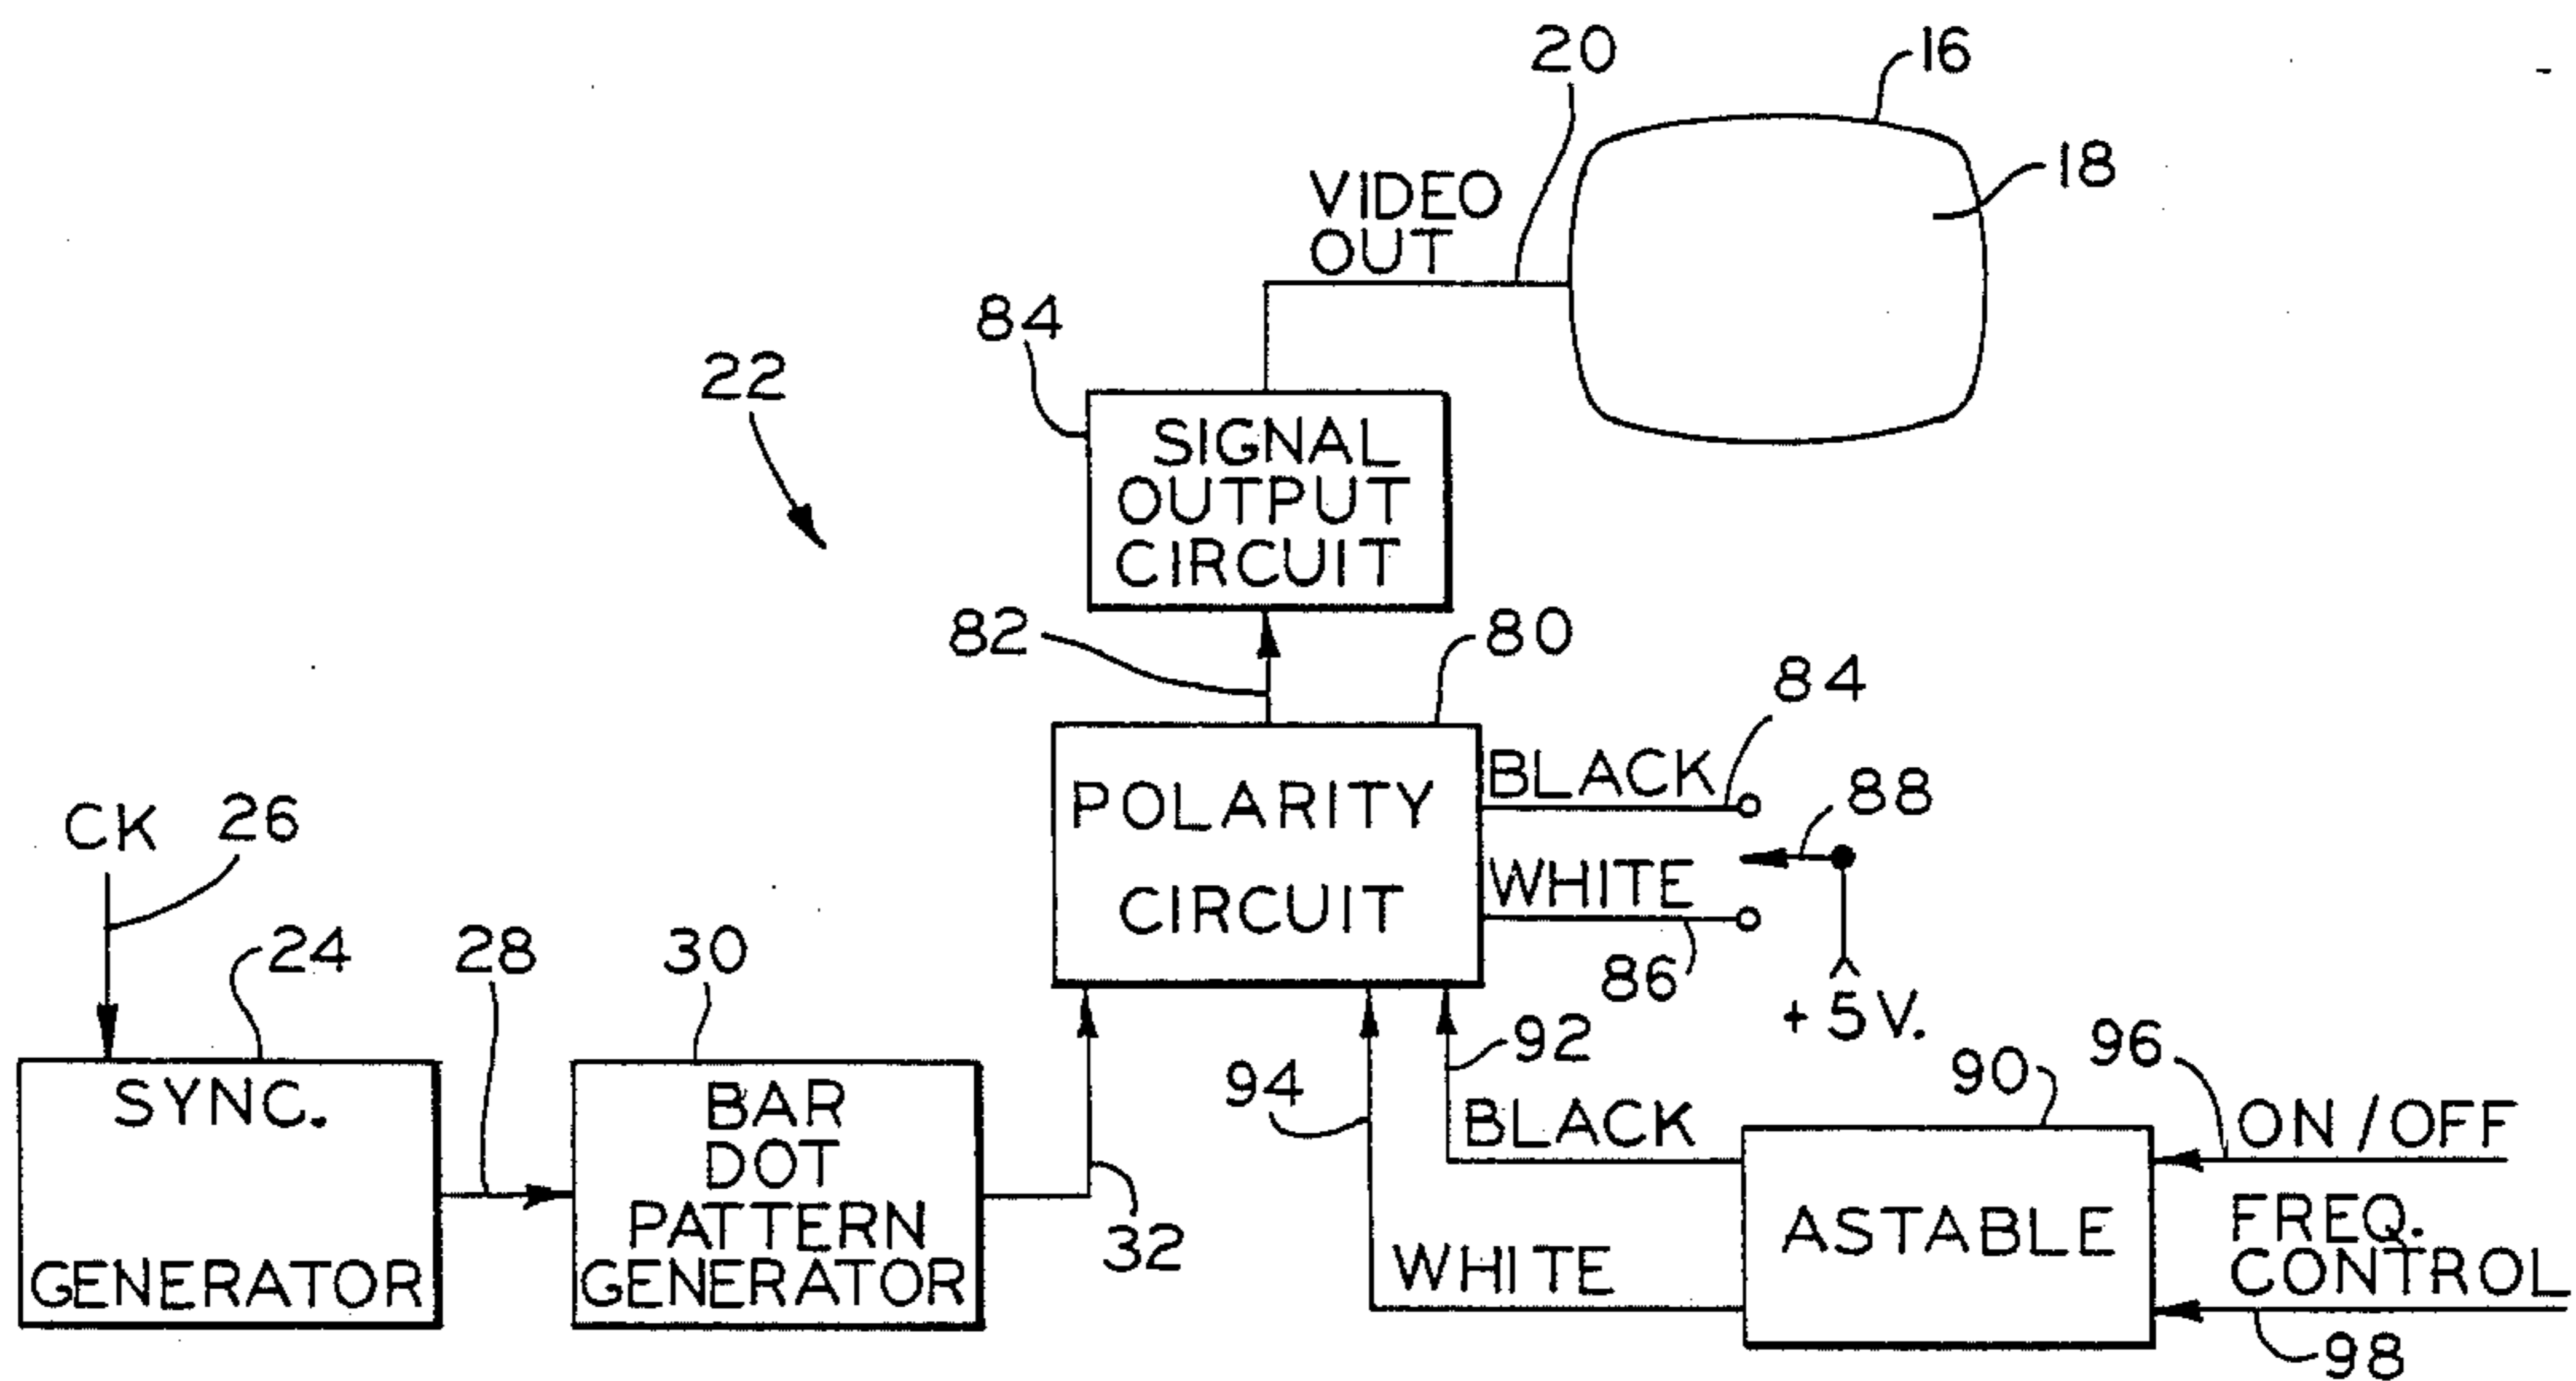 20
16
18
VIDEO
OUT
84
22
SIGNAL
OUTPUT
CIRCUIT
82
80
84
BLACK
88
POLARITY
CIRCUIT
WHITE
86
+5V.
CK
26
24
28
30
SYNC.
GENERATOR
BAR
DOT
PATTERN
GENERATOR
32
94
92
BLACK
WHITE
90
96
ON/OFF
ASTABLE
FREQ.
CONTROL
98